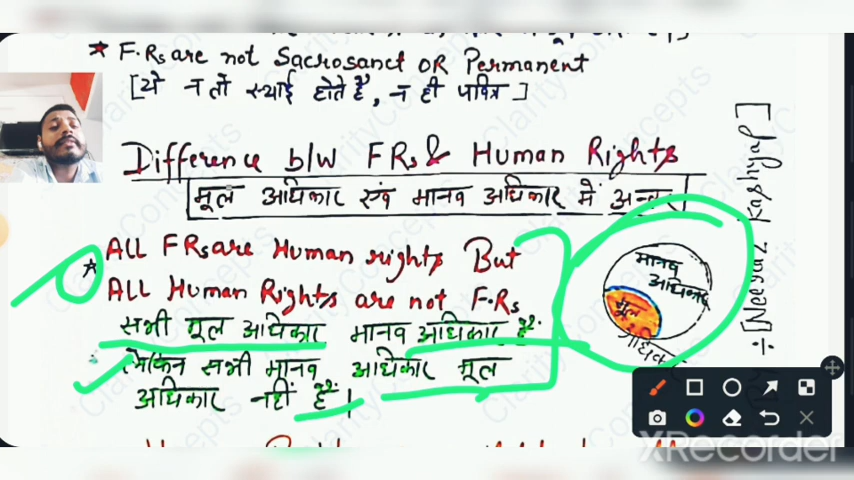 ★ F.Rs are not Sacrosanct OR Permanent
[ये न तो स्थाई होते हैं, न ही पवित्र]
Difference b/w FRs & Human Rights
मूल अधिकार एवं मानव अधिकार में अन्तर
★ ALL FRs are Human rights But
ALL Human Rights are not F.Rs
सभी मूल अधिकार मानव अधिकार हैं
लेकिन सभी मानव अधिकार मूल
अधिकार नहीं हैं।
मानव
अधिकार
मूल
अधिकार
[Neeraj Kashyap]
ClarityConcepts
XRecorder